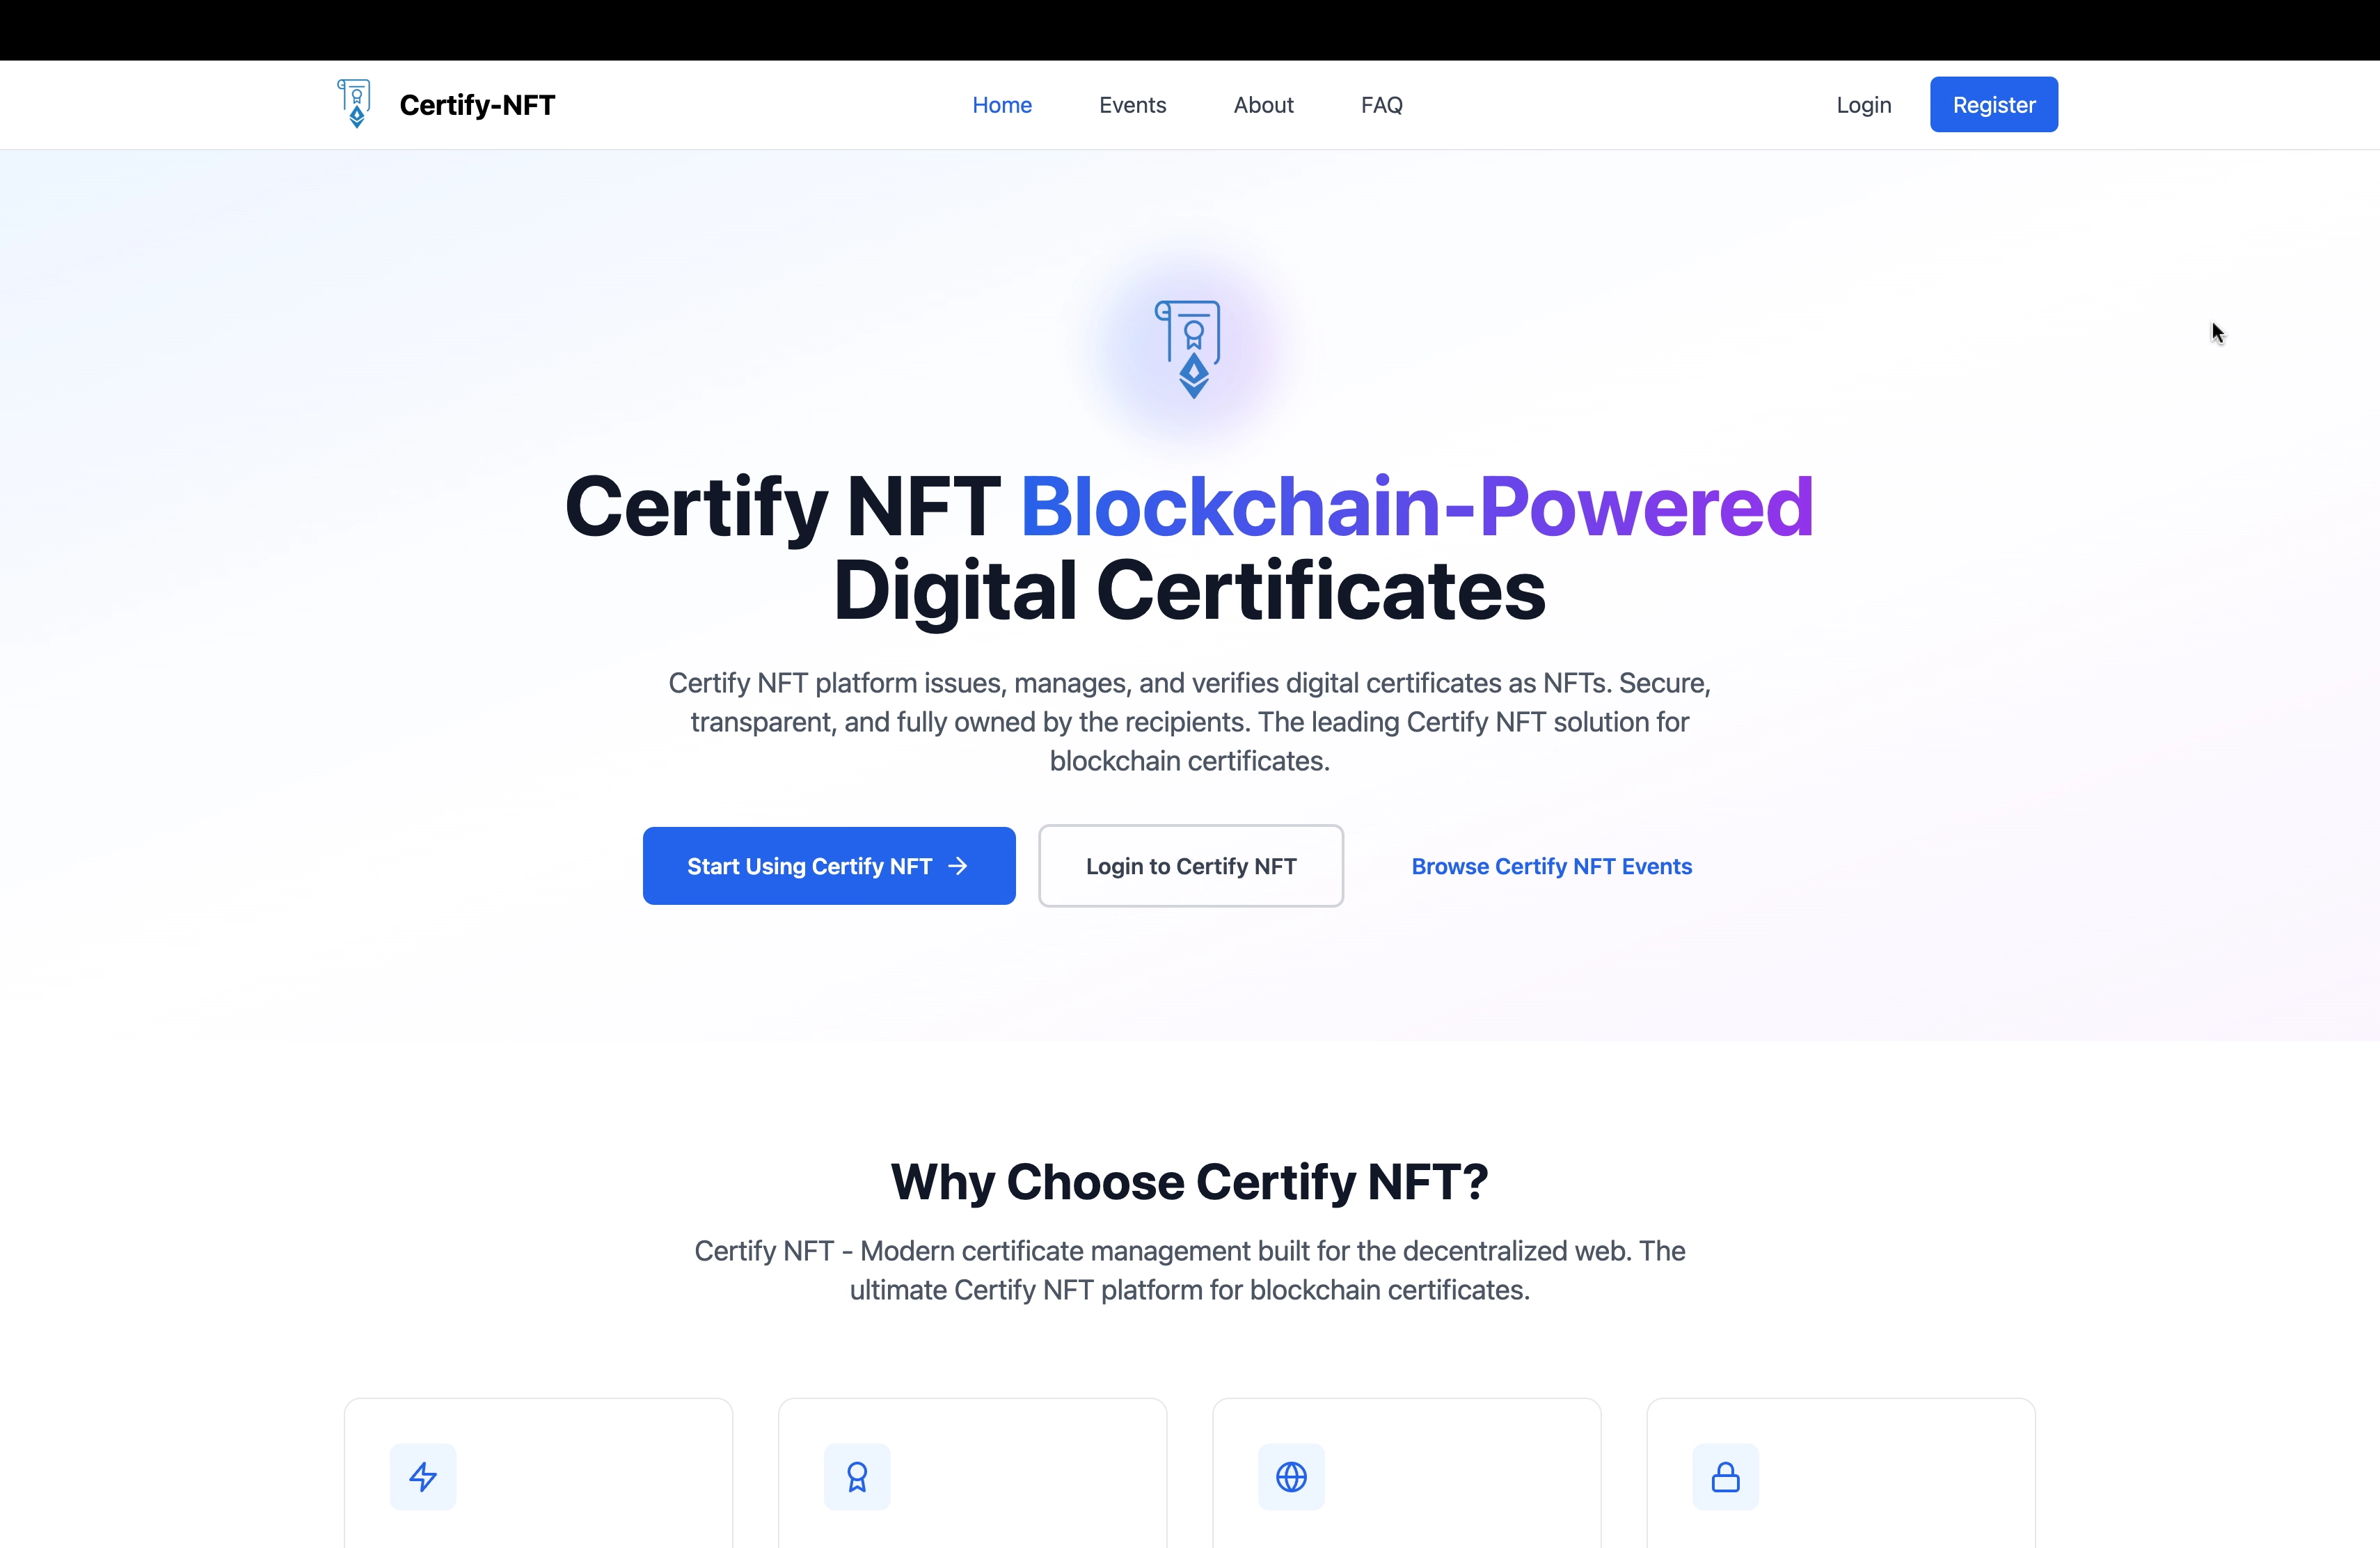 Certify-NFT
Home
Events
About
FAQ
Login
Register
Certify NFT Blockchain-Powered
Digital Certificates
Certify NFT platform issues, manages, and verifies digital certificates as NFTs. Secure,
transparent, and fully owned by the recipients. The leading Certify NFT solution for
blockchain certificates.
Start Using Certify NFT →
Login to Certify NFT
Browse Certify NFT Events
Why Choose Certify NFT?
Certify NFT - Modern certificate management built for the decentralized web. The
ultimate Certify NFT platform for blockchain certificates.